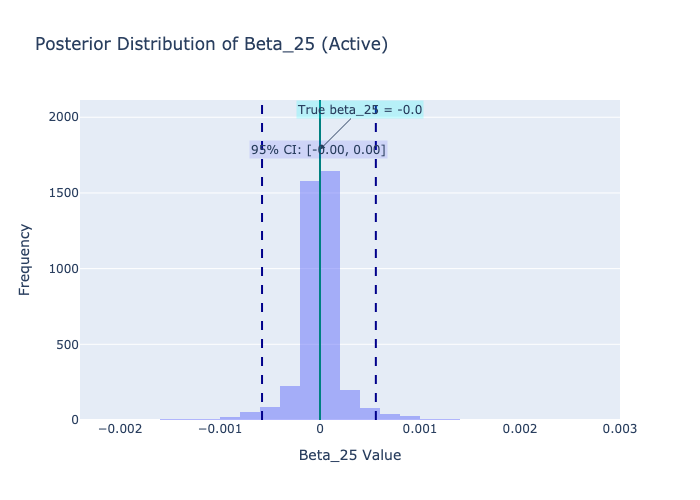 Posterior Distribution of Beta_25 (Active)
True beta_25 = -0.0
95% CI: [-0.00, 0.00]
2000
1500
1000
500
0
Frequency
−0.002
−0.001
0
0.001
0.002
0.003
Beta_25 Value